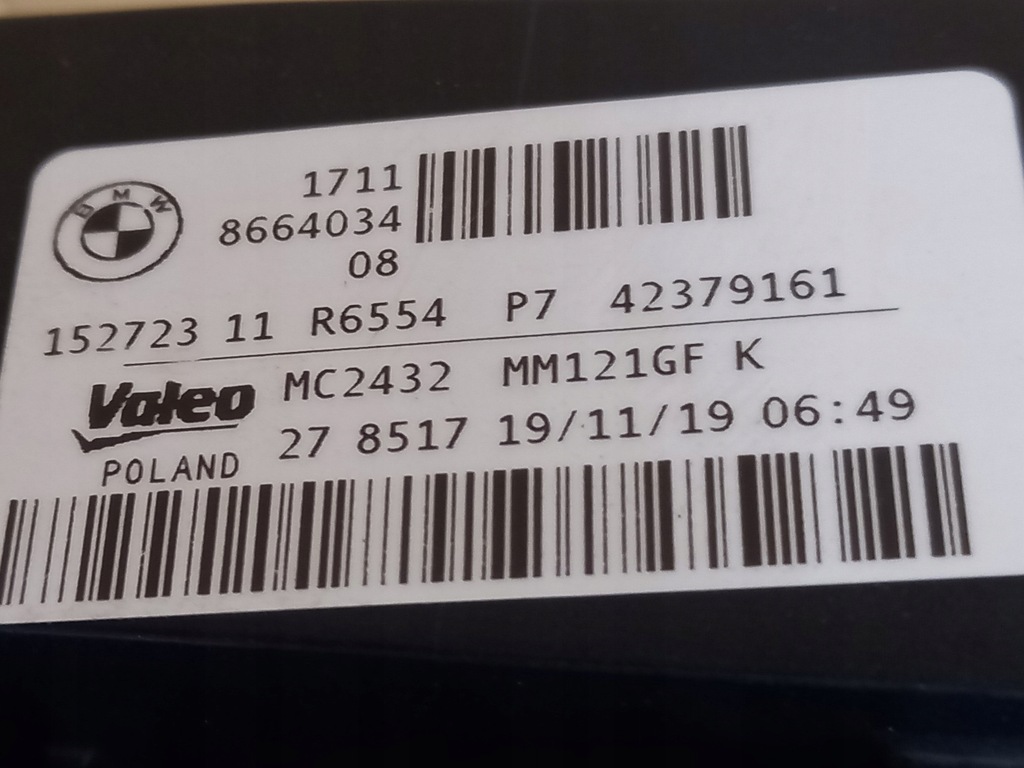 BMW
1711
8664034
08
152723 11 R6554 P7 42379161
Valeo MC2432 MM121GF K
27 8517 19/11/19 06:49
POLAND